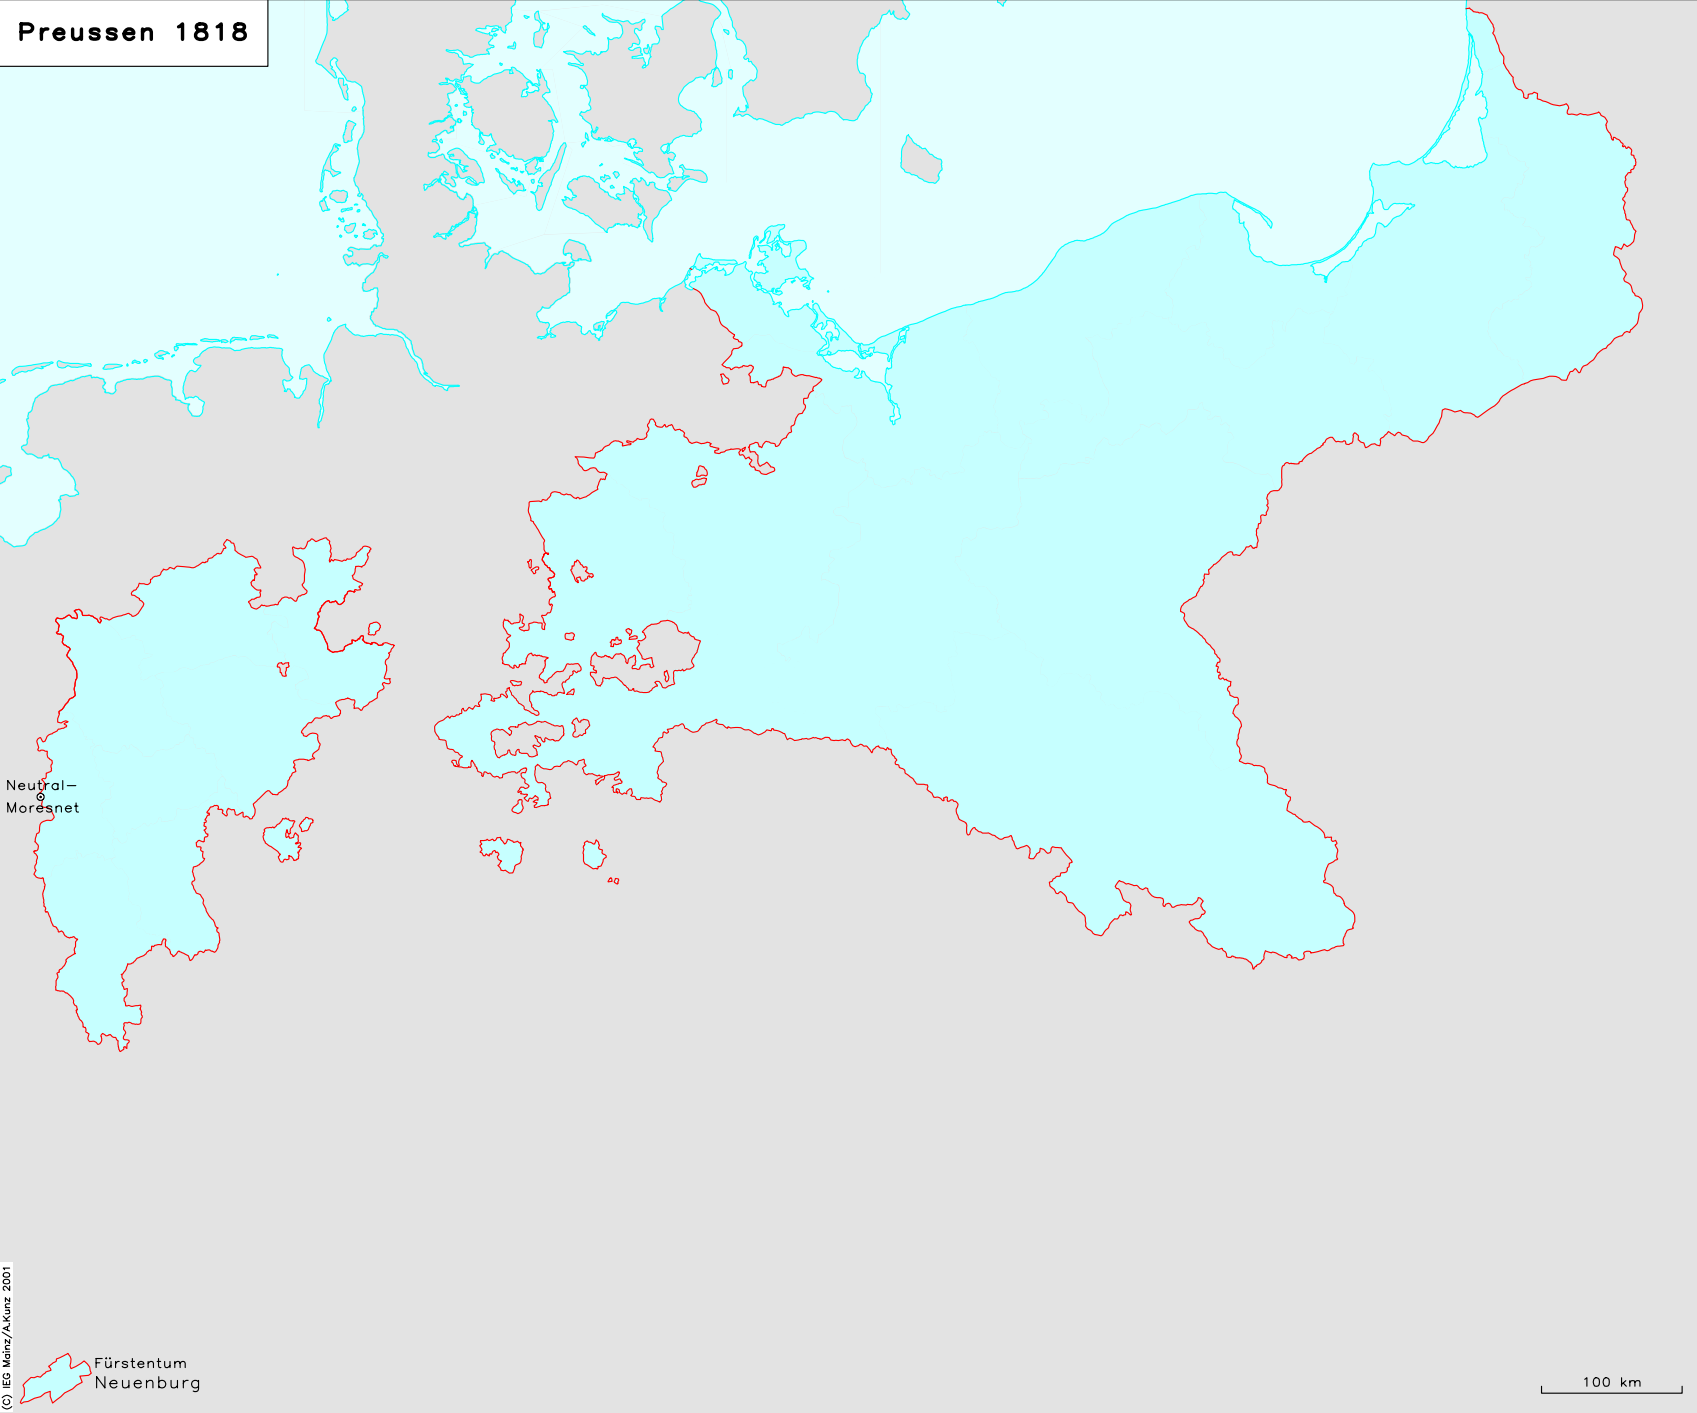 Preussen 1818
Neutral–
Moresnet
(C) IEG Mainz/A.Kunz 2001
Fürstentum
Neuenburg
100 km